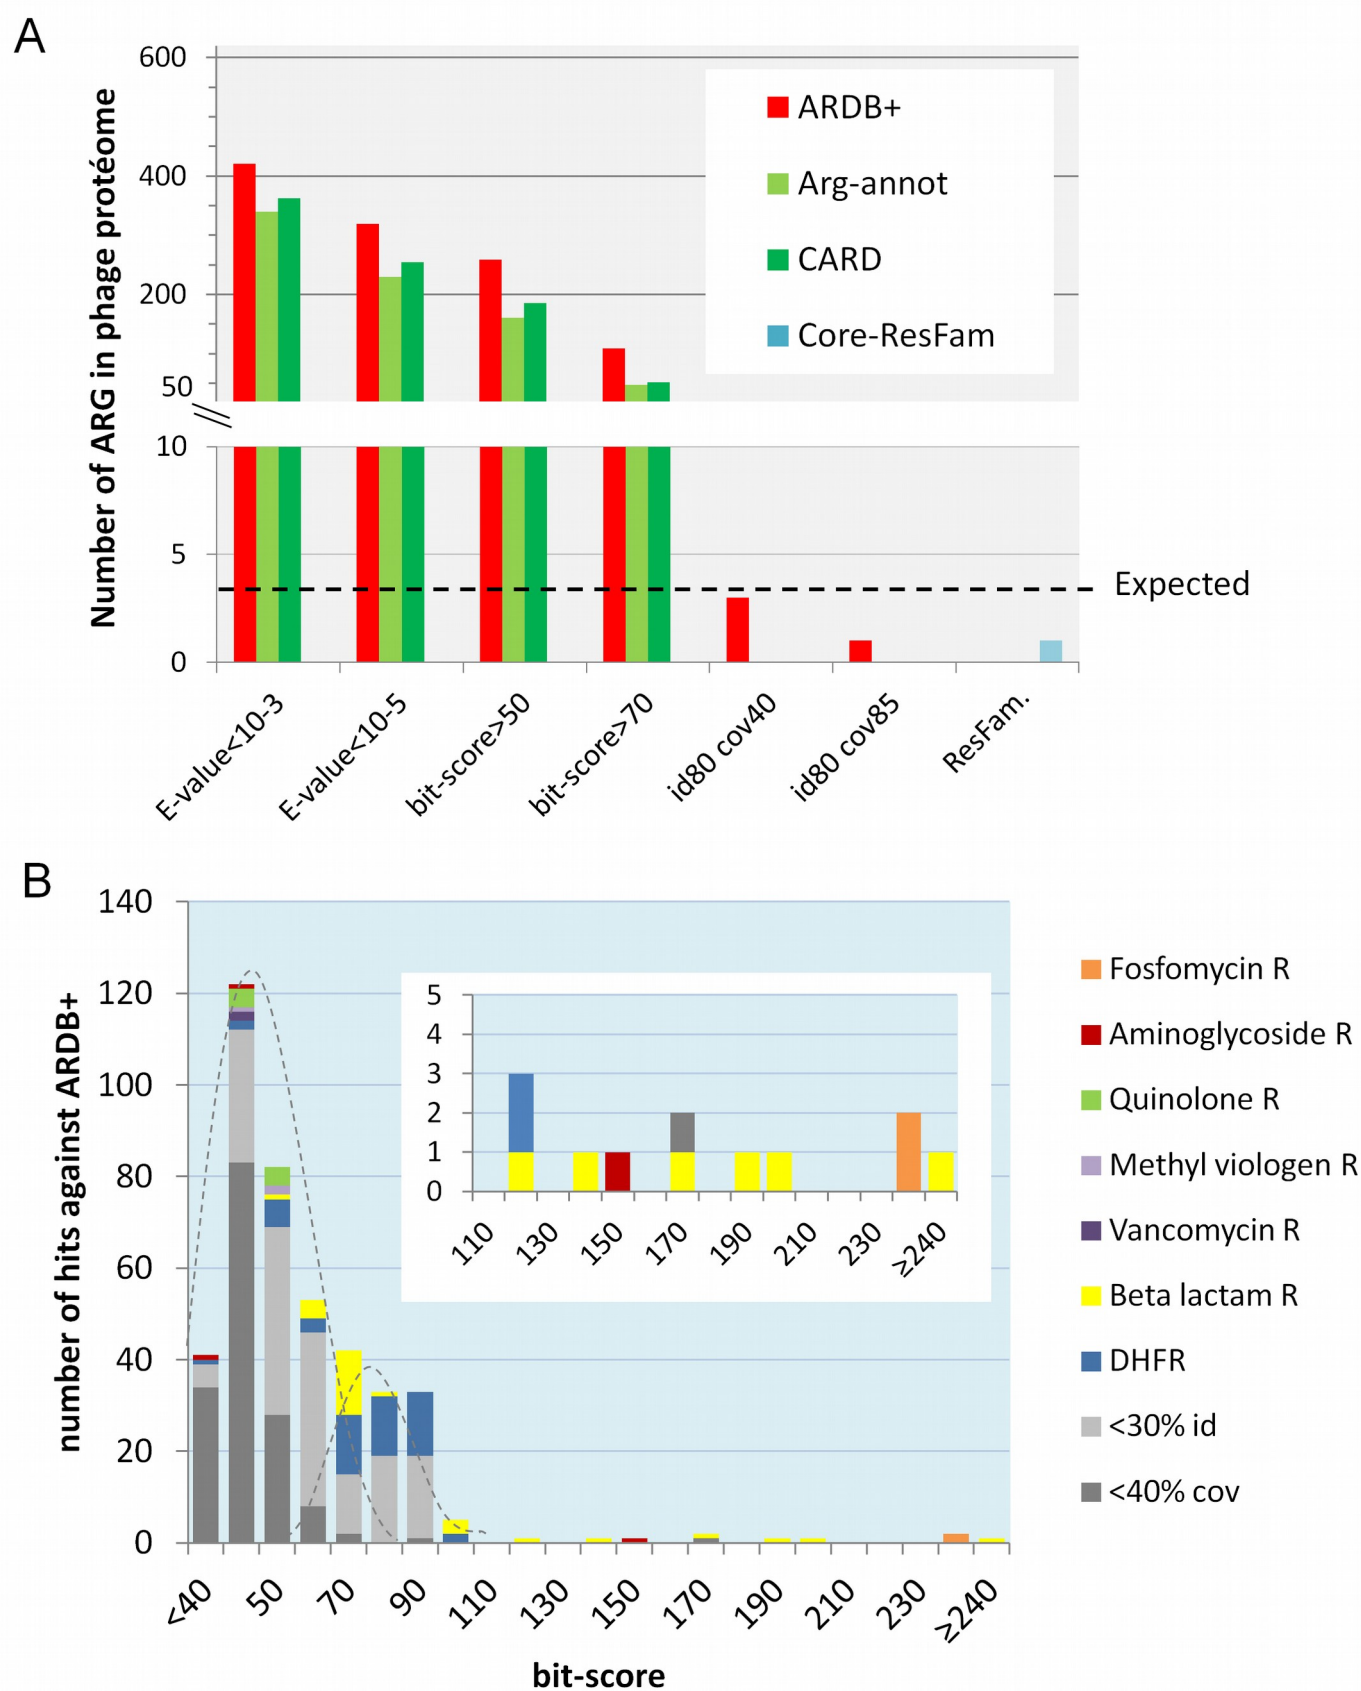 A
Number of ARG in phage protéome
600
400
200
50
10
5
0
ARDB+
Arg-annot
CARD
Core-ResFam
Expected
E-value<10-3
E-value<10-5
bit-score>50
bit-score>70
id80 cov40
id80 cov85
ResFam.
B
number of hits against ARDB+
140
120
100
80
60
40
20
0
5
4
3
2
1
0
110
130
150
170
190
210
230
≥240
<40
50
70
90
110
130
150
170
190
210
230
≥240
bit-score
Fosfomycin R
Aminoglycoside R
Quinolone R
Methyl viologen R
Vancomycin R
Beta lactam R
DHFR
<30% id
<40% cov